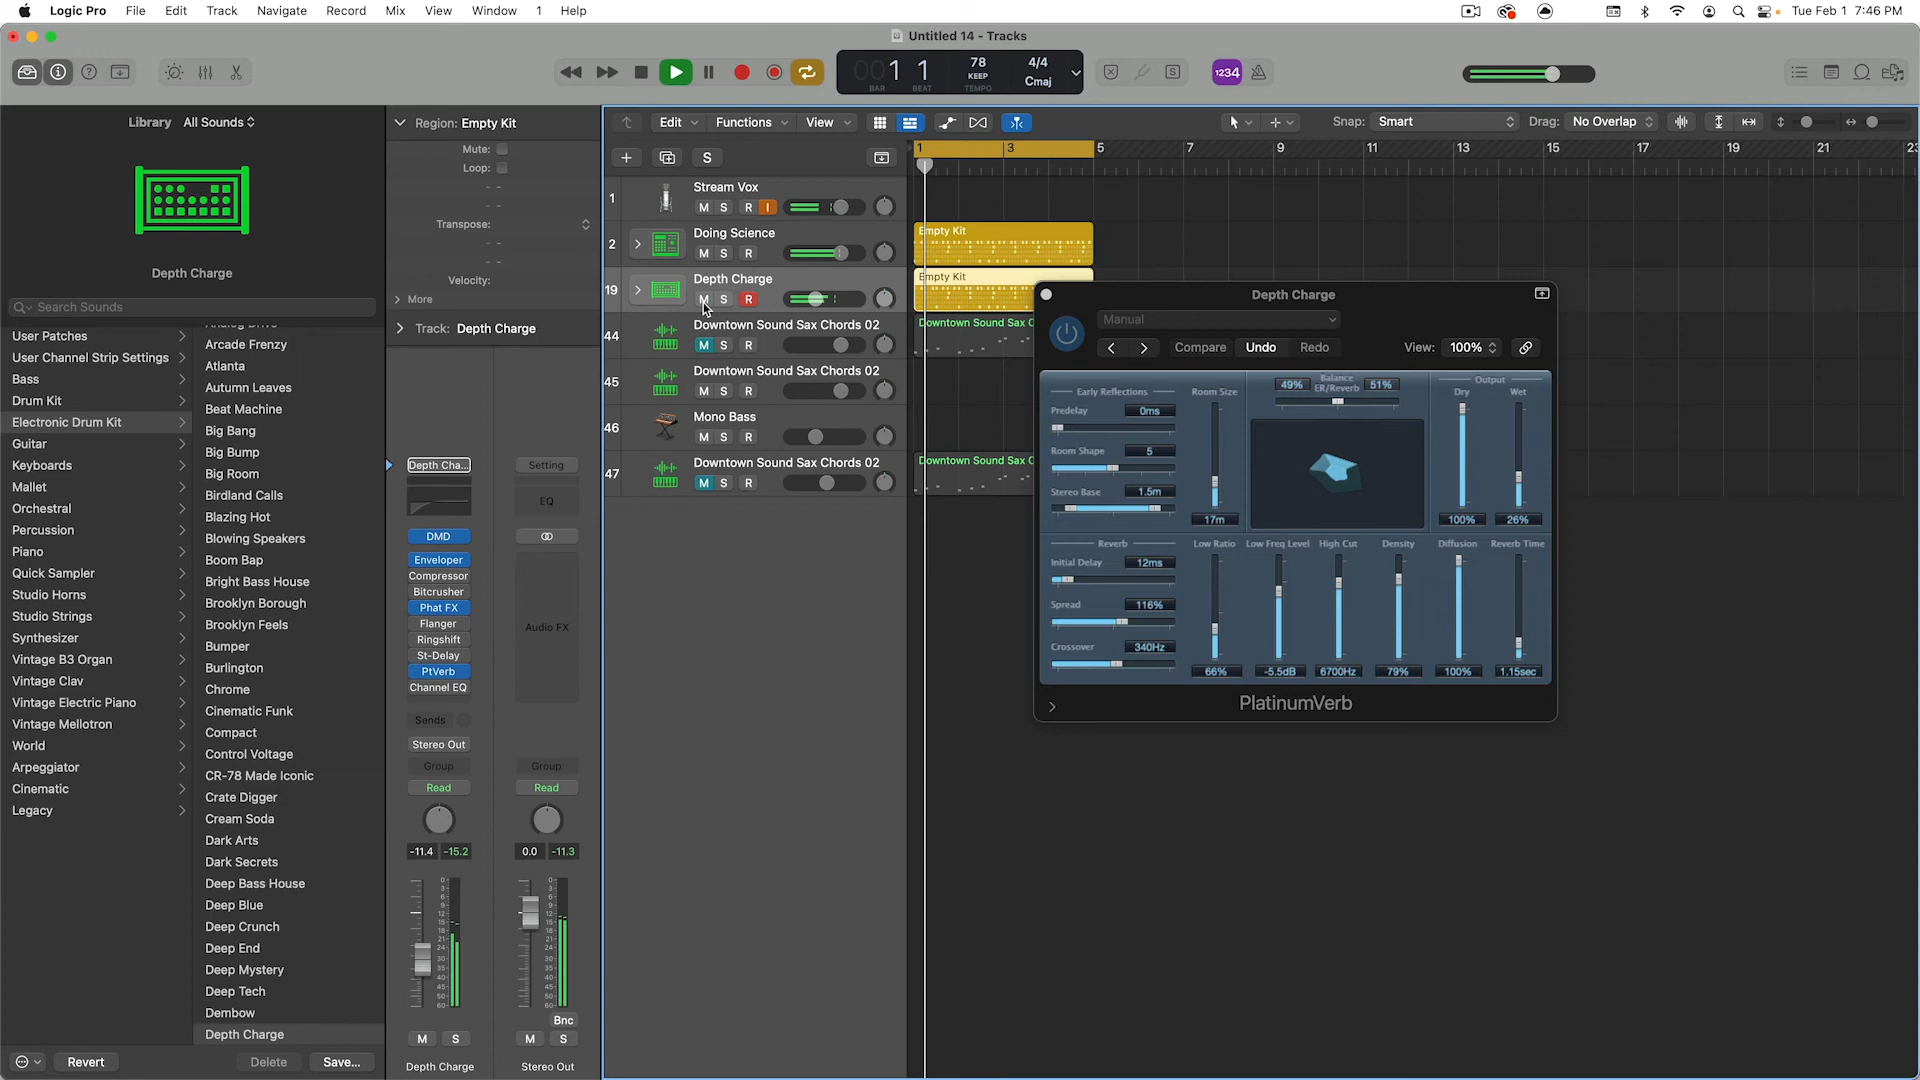 Logic Pro File Edit Track Navigate Record Mix View Window 1 Help Tue Feb 1 7:46 PM
Untitled 14 - Tracks
001 1 78 4/4
KEEP Cmaj
BAR BEAT TEMPO
1234
Library All Sounds
Region: Empty Kit
Edit Functions View Snap: Smart Drag: No Overlap
Mute:
Loop:
Transpose:
Velocity:
More
Track: Depth Charge
S
1 3 5 7 9 11 13 15 17 19 21 23
Depth Charge
Search Sounds
User Patches
User Channel Strip Settings
Bass
Drum Kit
Electronic Drum Kit
Guitar
Keyboards
Mallet
Orchestral
Percussion
Piano
Quick Sampler
Studio Horns
Studio Strings
Synthesizer
Vintage B3 Organ
Vintage Clav
Vintage Electric Piano
Vintage Mellotron
World
Arpeggiator
Cinematic
Legacy
Arcade Frenzy
Atlanta
Autumn Leaves
Beat Machine
Big Bang
Big Bump
Big Room
Birdland Calls
Blazing Hot
Blowing Speakers
Boom Bap
Bright Bass House
Brooklyn Borough
Brooklyn Feels
Bumper
Burlington
Chrome
Cinematic Funk
Compact
Control Voltage
CR-78 Made Iconic
Crate Digger
Cream Soda
Dark Arts
Dark Secrets
Deep Bass House
Deep Blue
Deep Crunch
Deep End
Deep Mystery
Deep Tech
Dembow
Depth Charge
Revert Delete Save...
Depth Cha... Setting
EQ
DMD
Enveloper
Compressor
Bitcrusher
Phat FX
Flanger
Ringshift
St-Delay
PtVerb
Channel EQ
Audio FX
Sends
Stereo Out
Group Group
Read Read
-11.4 -15.2 0.0 -11.3
Bnc
M S M S
Depth Charge Stereo Out
1 Stream Vox
M S R I
2 Doing Science
M S R
19 Depth Charge
M S R
44 Downtown Sound Sax Chords 02
M S R
45 Downtown Sound Sax Chords 02
M S R
46 Mono Bass
M S R
47 Downtown Sound Sax Chords 02
M S R
Empty Kit
Empty Kit
Downtown Sound Sax C
Downtown Sound Sax C
Depth Charge
Manual
Compare Undo Redo View: 100%
Early Reflections Room Size Balance ER/Reverb 49% 51% Output
Dry Wet
Predelay 0ms
Room Shape 5
Stereo Base 1.5m
17m 100% 26%
Reverb Low Ratio Low Freq Level High Cut Density Diffusion Reverb Time
Initial Delay 12ms
Spread 116%
Crossover 340Hz
66% -5.5dB 6700Hz 79% 100% 1.15sec
PlatinumVerb